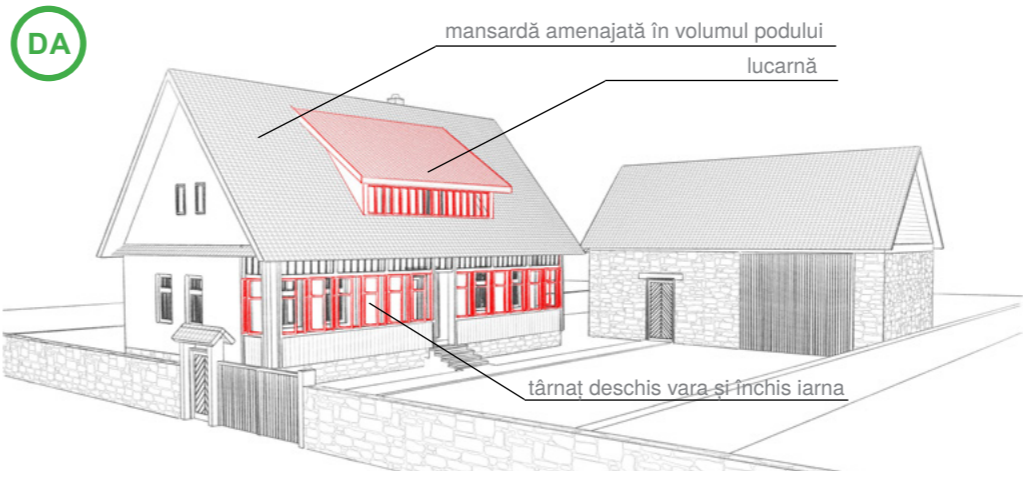 DA
mansardă amenajată în volumul podului
lucarnă
târnaț deschis vara și închis iarna